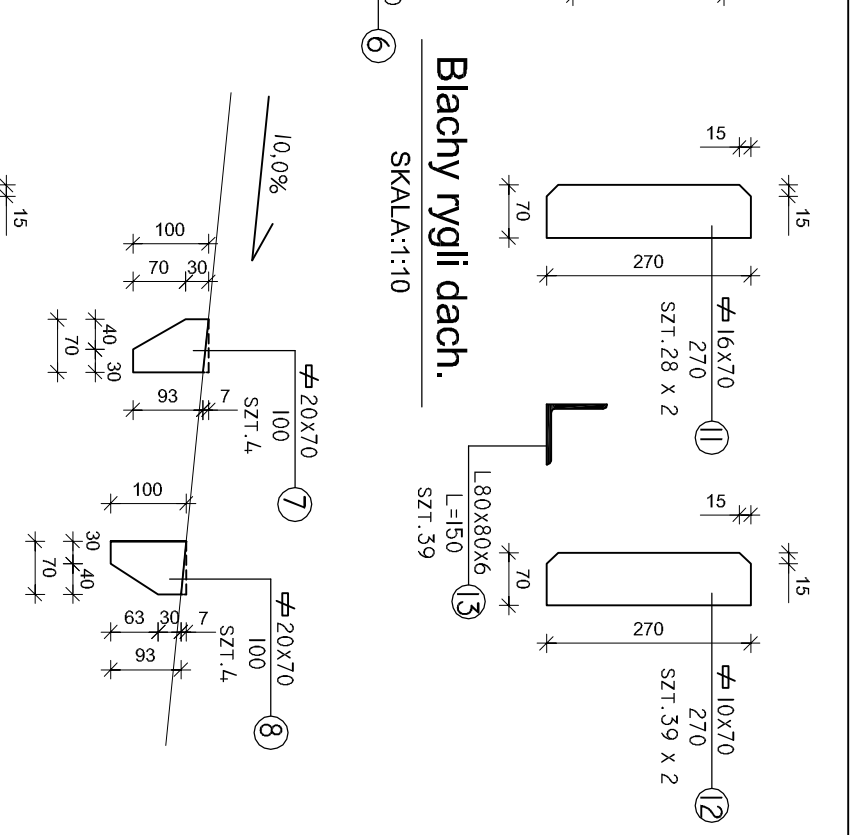 6
Blachy rygli dach.
SKALA:1:10
15
15
70
270
16x70
270
SZT.28 X 2
11
15
15
70
270
10x70
270
SZT.39 X 2
12
L80x80x6
L=150
SZT.39
13
10,0%
15
100
70 30
40
70
30
93 7
20x70
100
SZT.4
7
100
30
70
40
63 30 7
93
20x70
100
SZT.4
8